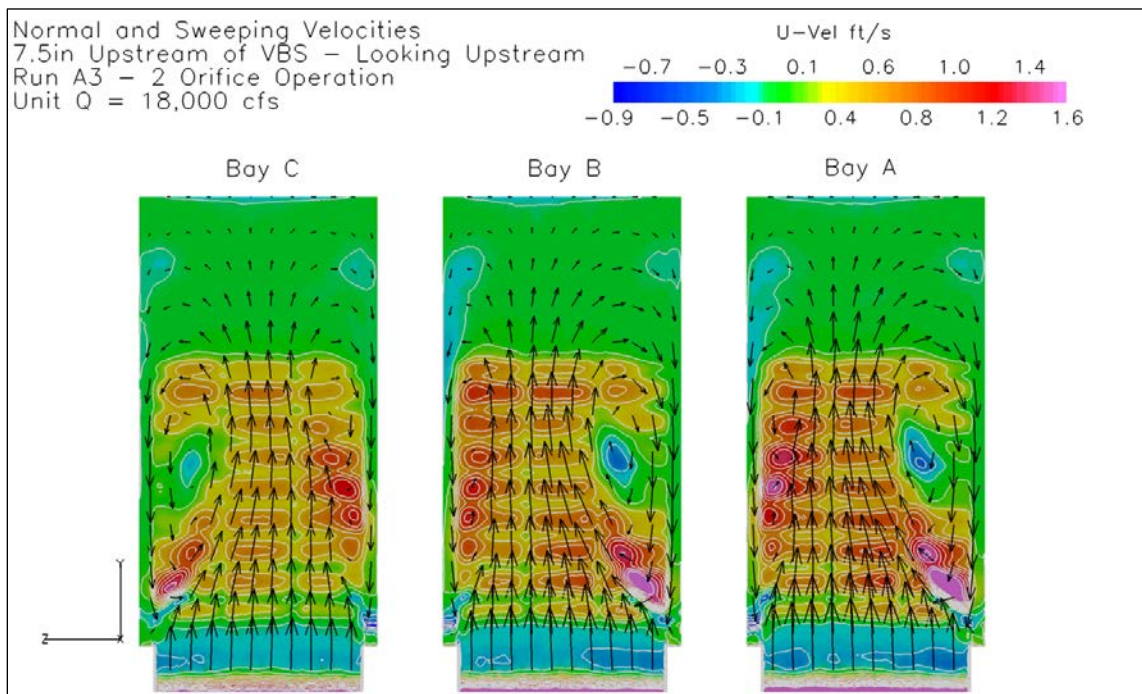 Normal and Sweeping Velocities
7.5in Upstream of VBS – Looking Upstream
Run A3 – 2 Orifice Operation
Unit Q = 18,000 cfs
U-Vel ft/s
-0.7 -0.3 0.1 0.6 1.0 1.4
-0.9 -0.5 -0.1 0.4 0.8 1.2 1.6
Bay C Bay B Bay A
Y
Z X